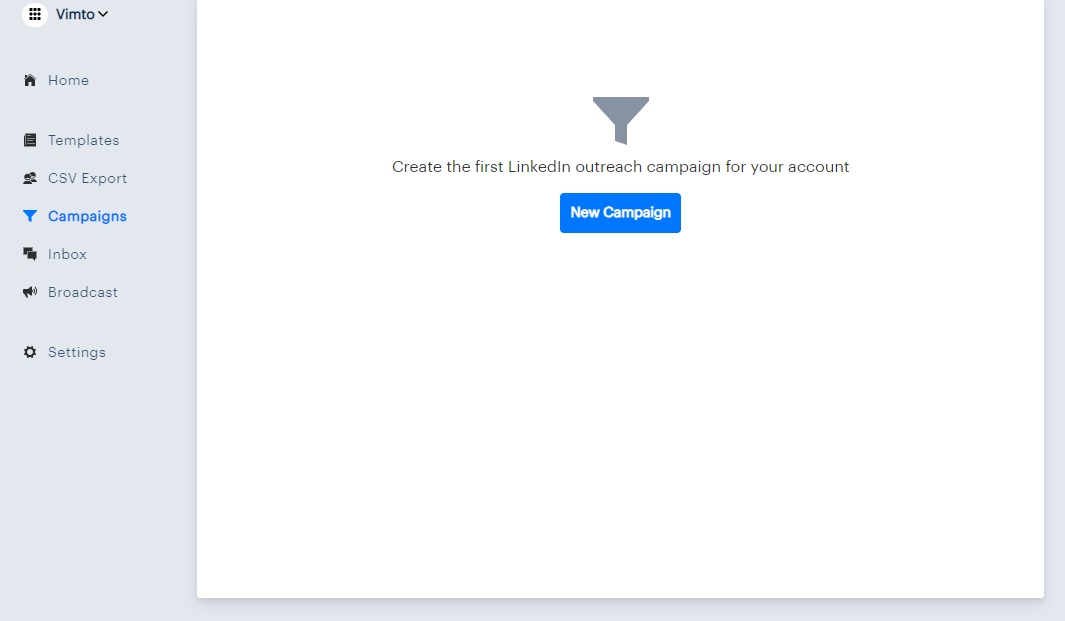 Vimto
Home
Templates
CSV Export
Campaigns
Inbox
Broadcast
Settings
Create the first LinkedIn outreach campaign for your account
New Campaign